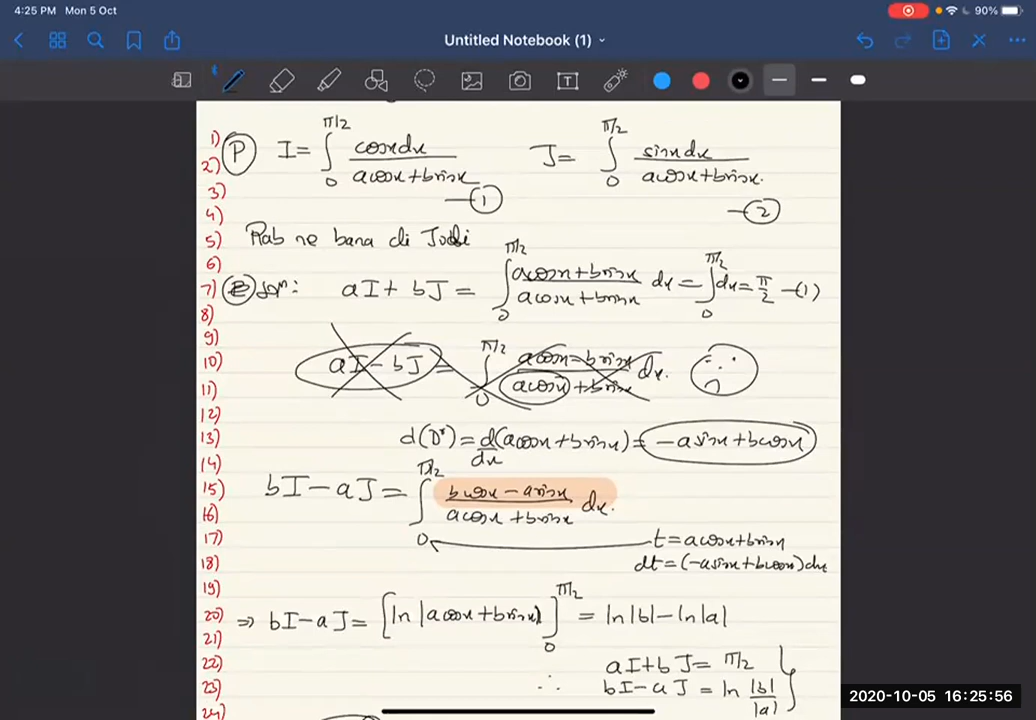 4:25 PM Mon 5 Oct
90%
Untitled Notebook (1)
1) P I = ∫₀^{π/2} cosx dx / (acosx + bsinx) —① J = ∫₀^{π/2} sinx dx / (acosx + bsinx) —②
2)
3)
4)
5) Rab ne bana di Jodi
6)
7) Soln: aI + bJ = ∫₀^{π/2} (acosx + bsinx) / (acosx + bsinx) dx = ∫₀^{π/2} dx = π/2 —(1)
8)
9)
10) aI - bJ = ∫₀^{π/2} (acosx - bsinx) / (acosx + bsinx) dx.
11)
12)
13) d(Dʳ) = d/dx (acosx + bsinx) = -asinx + bcosx
14)
15) bI - aJ = ∫₀^{π/2} (bcosx - asinx) / (acosx + bsinx) dx.
16)
17) t = acosx + bsinx
18) dt = (-asinx + bcosx)dx
19)
20) ⇒ bI - aJ = [ln |acosx + bsinx|]₀^{π/2} = ln|b| - ln|a|
21)
22) aI + bJ = π/2
23) ∴ bI - aJ = ln |b|/|a|
24)
2020-10-05 16:25:56